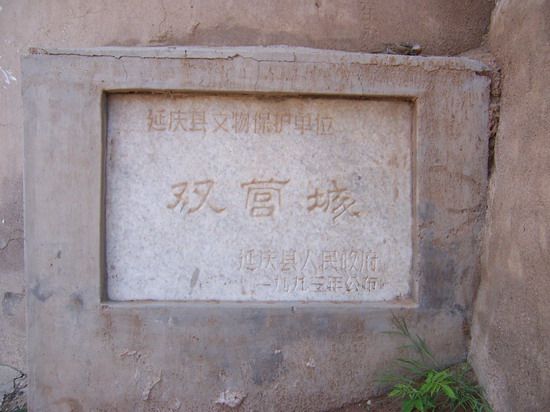 延庆县文物保护单位
双营城
延庆县人民政府
一九九三年公布